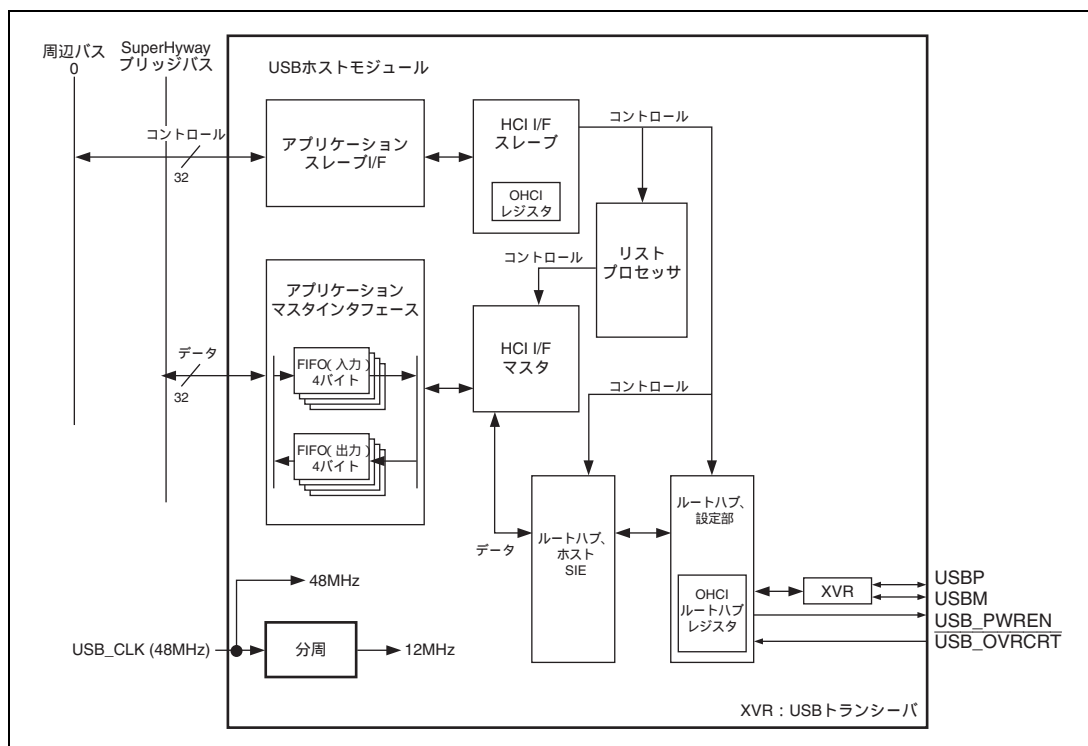 周辺バス
0
SuperHyway
ブリッジバス
USBホストモジュール
コントロール
32
アプリケーション
スレーブI/F
HCI I/F
スレーブ
OHCI
レジスタ
コントロール
リスト
プロセッサ
コントロール
アプリケーション
マスタインタフェース
FIFO(入力)
4バイト
FIFO(出力)
4バイト
データ
32
HCI I/F
マスタ
コントロール
データ
ルートハブ、
ホスト
SIE
ルートハブ、
設定部
OHCI
ルートハブ
レジスタ
XVR
USBP
USBM
USB_PWREN
USB_OVRCRT
48MHz
USB_CLK (48MHz)
分周
12MHz
XVR:USBトランシーバ